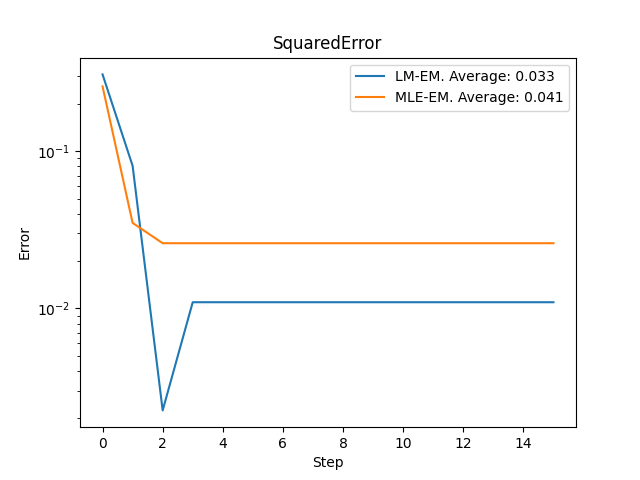 SquaredError
LM-EM. Average: 0.033
MLE-EM. Average: 0.041
10⁻¹
10⁻²
Error
0 2 4 6 8 10 12 14
Step